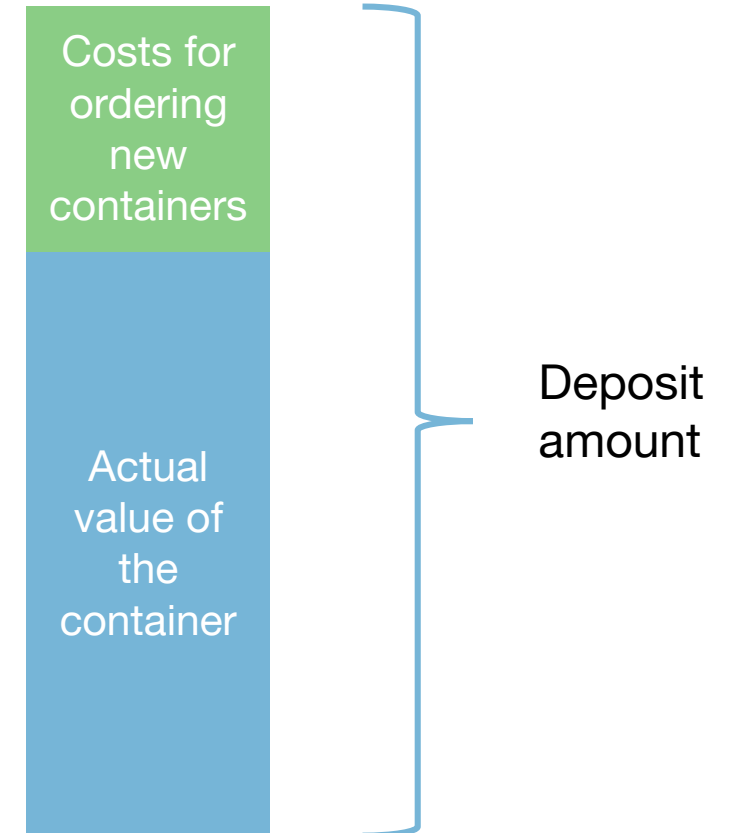 Costs for
ordering
new
containers
Actual
value of
the
container
Deposit
amount